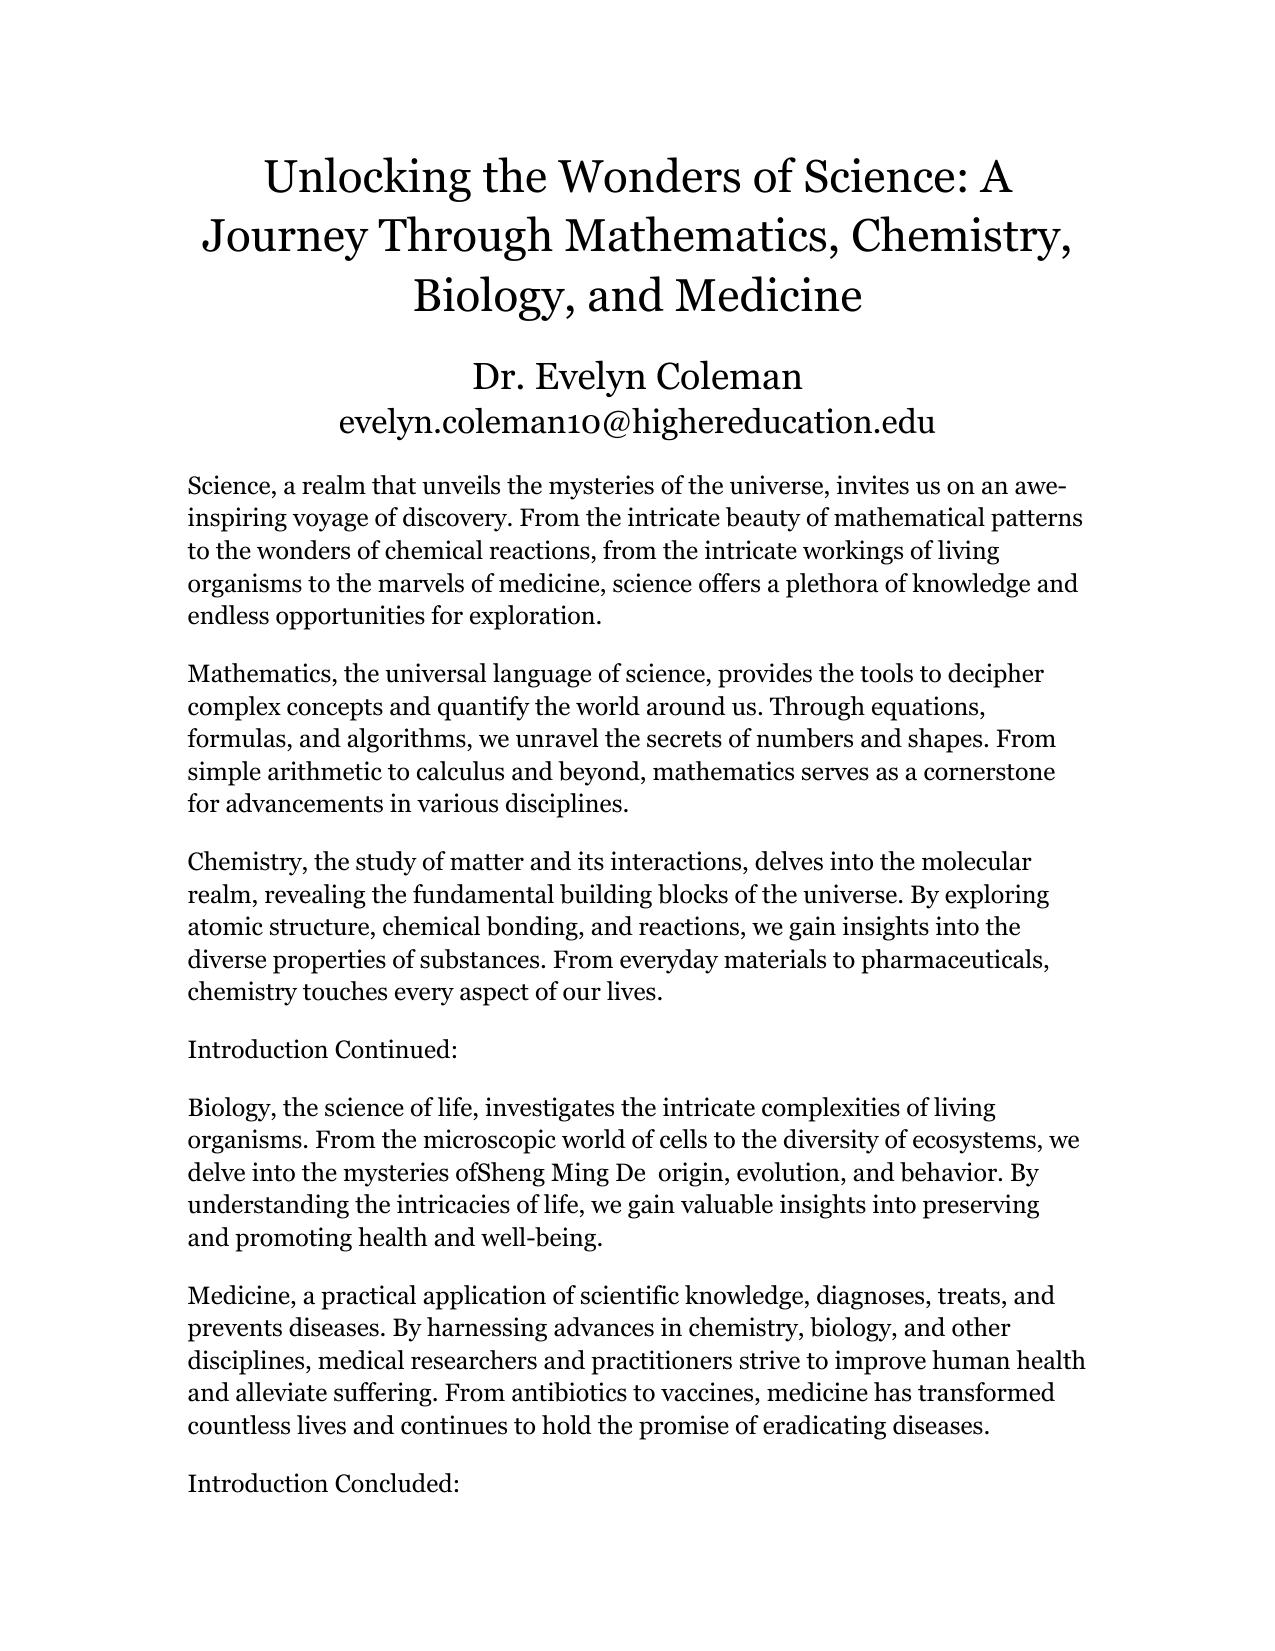 Unlocking the Wonders of Science: A
Journey Through Mathematics, Chemistry,
Biology, and Medicine
Dr. Evelyn Coleman
evelyn.coleman10@highereducation.edu
Science, a realm that unveils the mysteries of the universe, invites us on an awe-
inspiring voyage of discovery. From the intricate beauty of mathematical patterns
to the wonders of chemical reactions, from the intricate workings of living
organisms to the marvels of medicine, science offers a plethora of knowledge and
endless opportunities for exploration.
Mathematics, the universal language of science, provides the tools to decipher
complex concepts and quantify the world around us. Through equations,
formulas, and algorithms, we unravel the secrets of numbers and shapes. From
simple arithmetic to calculus and beyond, mathematics serves as a cornerstone
for advancements in various disciplines.
Chemistry, the study of matter and its interactions, delves into the molecular
realm, revealing the fundamental building blocks of the universe. By exploring
atomic structure, chemical bonding, and reactions, we gain insights into the
diverse properties of substances. From everyday materials to pharmaceuticals,
chemistry touches every aspect of our lives.
Introduction Continued:
Biology, the science of life, investigates the intricate complexities of living
organisms. From the microscopic world of cells to the diversity of ecosystems, we
delve into the mysteries ofSheng Ming De  origin, evolution, and behavior. By
understanding the intricacies of life, we gain valuable insights into preserving
and promoting health and well-being.
Medicine, a practical application of scientific knowledge, diagnoses, treats, and
prevents diseases. By harnessing advances in chemistry, biology, and other
disciplines, medical researchers and practitioners strive to improve human health
and alleviate suffering. From antibiotics to vaccines, medicine has transformed
countless lives and continues to hold the promise of eradicating diseases.
Introduction Concluded: